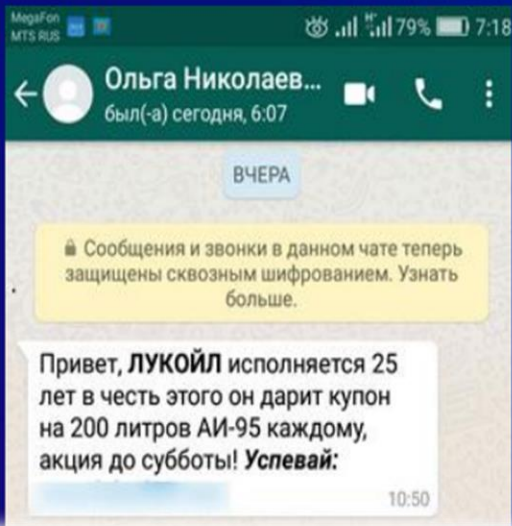 MegaFon
MTS RUS
79% 7:18
Ольга Николаев...
был(-а) сегодня, 6:07
ВЧЕРА
Сообщения и звонки в данном чате теперь
защищены сквозным шифрованием. Узнать
больше.
Привет, ЛУКОЙЛ исполняется 25
лет в честь этого он дарит купон
на 200 литров АИ-95 каждому,
акция до субботы! Успевай:
10:50